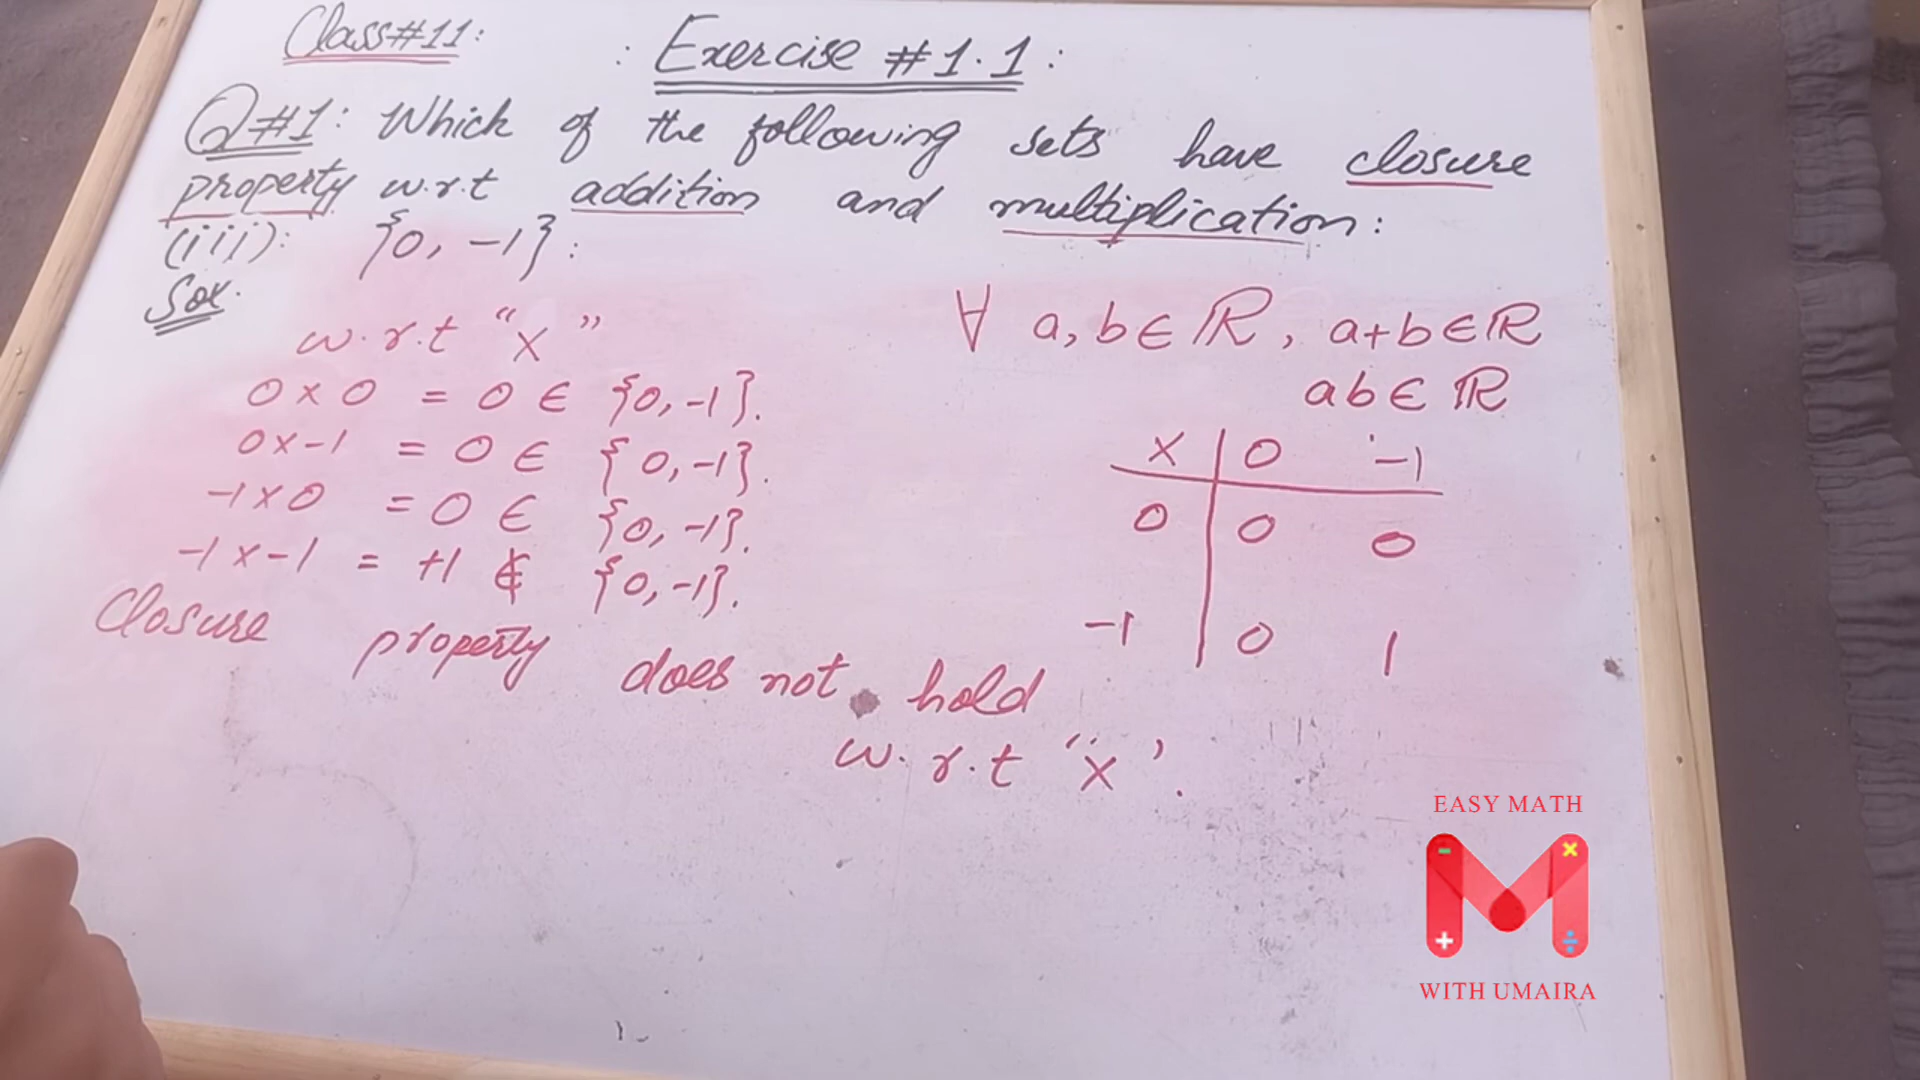 Class#11:
: Exercise #1.1:
Q#1: Which of the following sets have closure
property w.r.t addition and multiplication:
(iii): {0, -1}:
Sol.
w.r.t "x"
0 x 0 = 0 ∈ {0,-1}.
0 x -1 = 0 ∈ {0,-1}.
-1 x 0 = 0 ∈ {0,-1}.
-1 x -1 = +1 ∉ {0,-1}.
Closure property does not hold
w.r.t "x".
∀ a, b ∈ ℝ, a+b ∈ ℝ
ab ∈ ℝ
x | 0 -1
0 | 0 0
-1 | 0 1
EASY MATH
- x
+ ÷
WITH UMAIRA